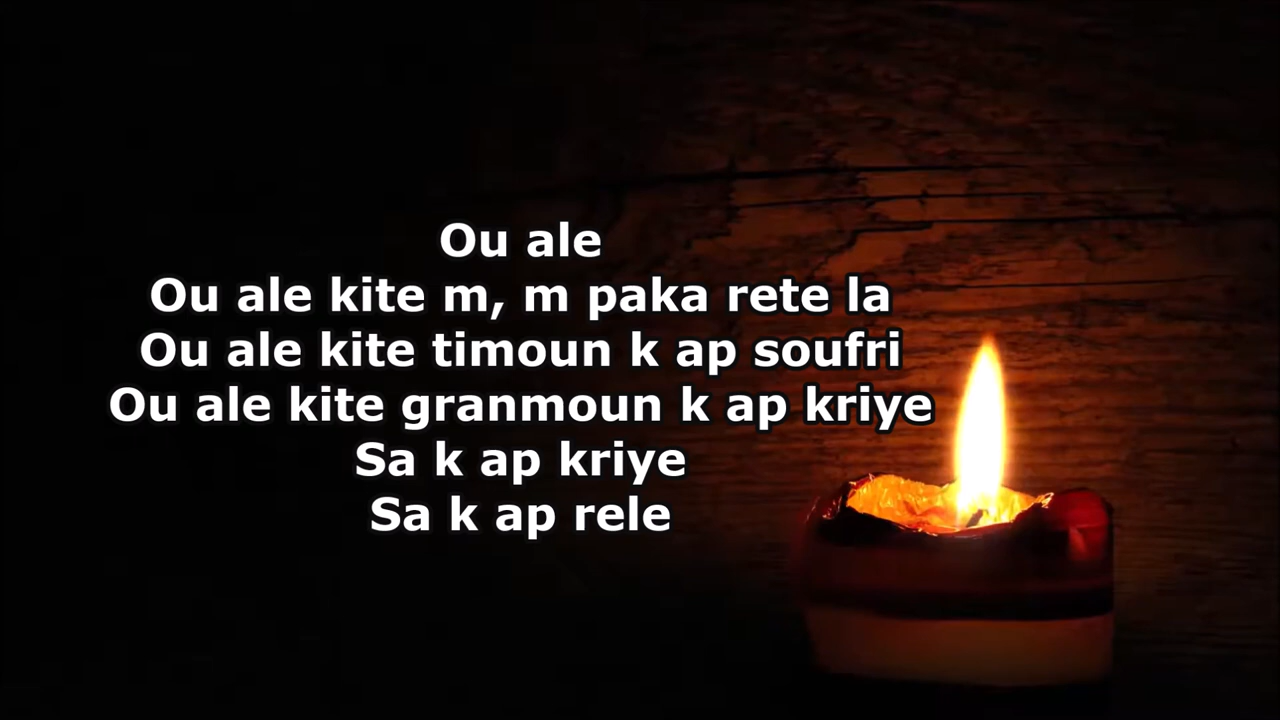 Ou ale
Ou ale kite m, m paka rete la
Ou ale kite timoun k ap soufri
Ou ale kite granmoun k ap kriye
Sa k ap kriye
Sa k ap rele